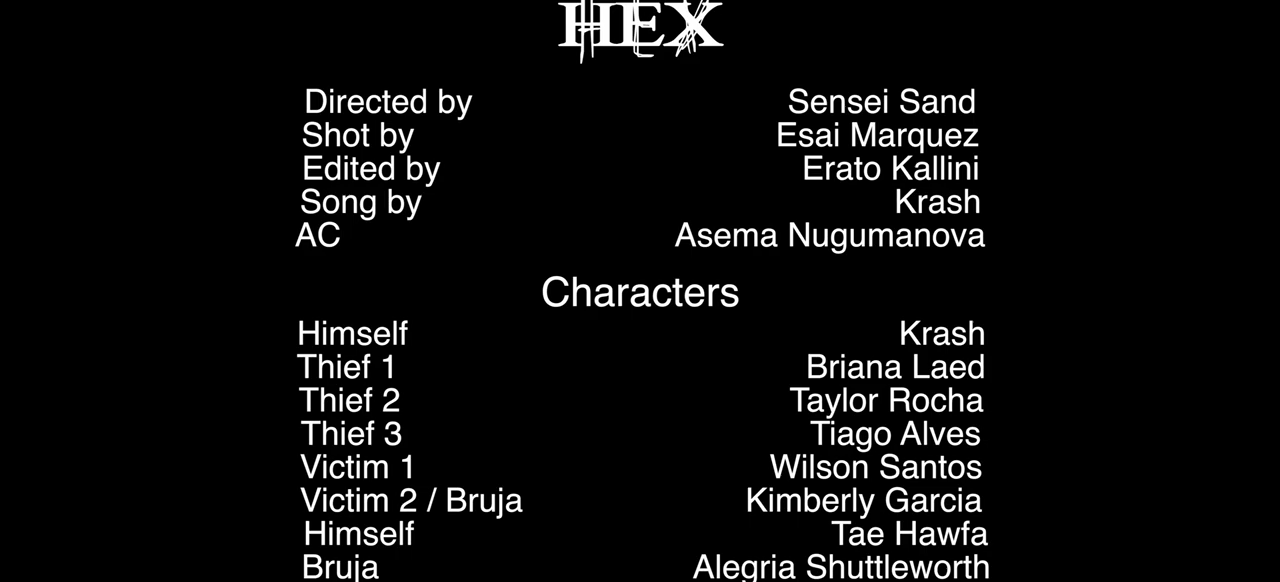 HEX
Directed by Sensei Sand
Shot by Esai Marquez
Edited by Erato Kallini
Song by Krash
AC Asema Nugumanova
Characters
Himself Krash
Thief 1 Briana Laed
Thief 2 Taylor Rocha
Thief 3 Tiago Alves
Victim 1 Wilson Santos
Victim 2 / Bruja Kimberly Garcia
Himself Tae Hawfa
Bruja Alegria Shuttleworth